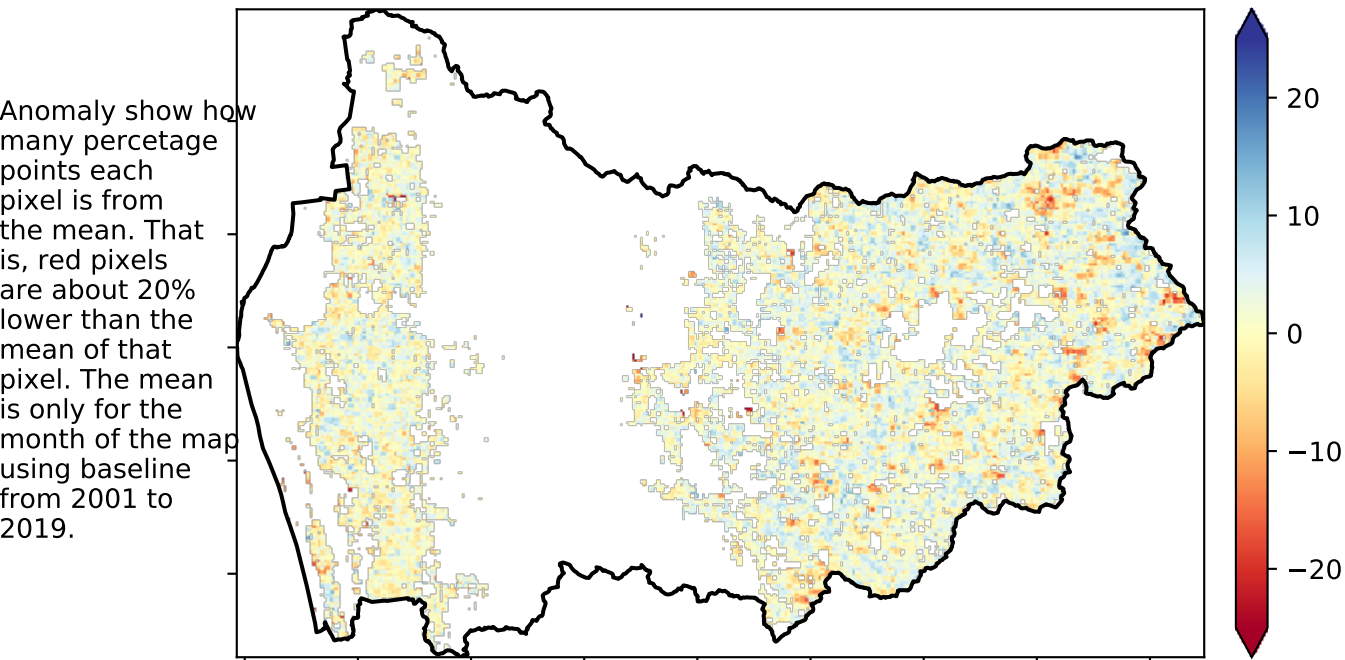 Anomaly show how
many percetage
points each
pixel is from
the mean. That
is, red pixels
are about 20%
lower than the
mean of that
pixel. The mean
is only for the
month of the map
using baseline
from 2001 to
2019.
20
10
0
−10
−20